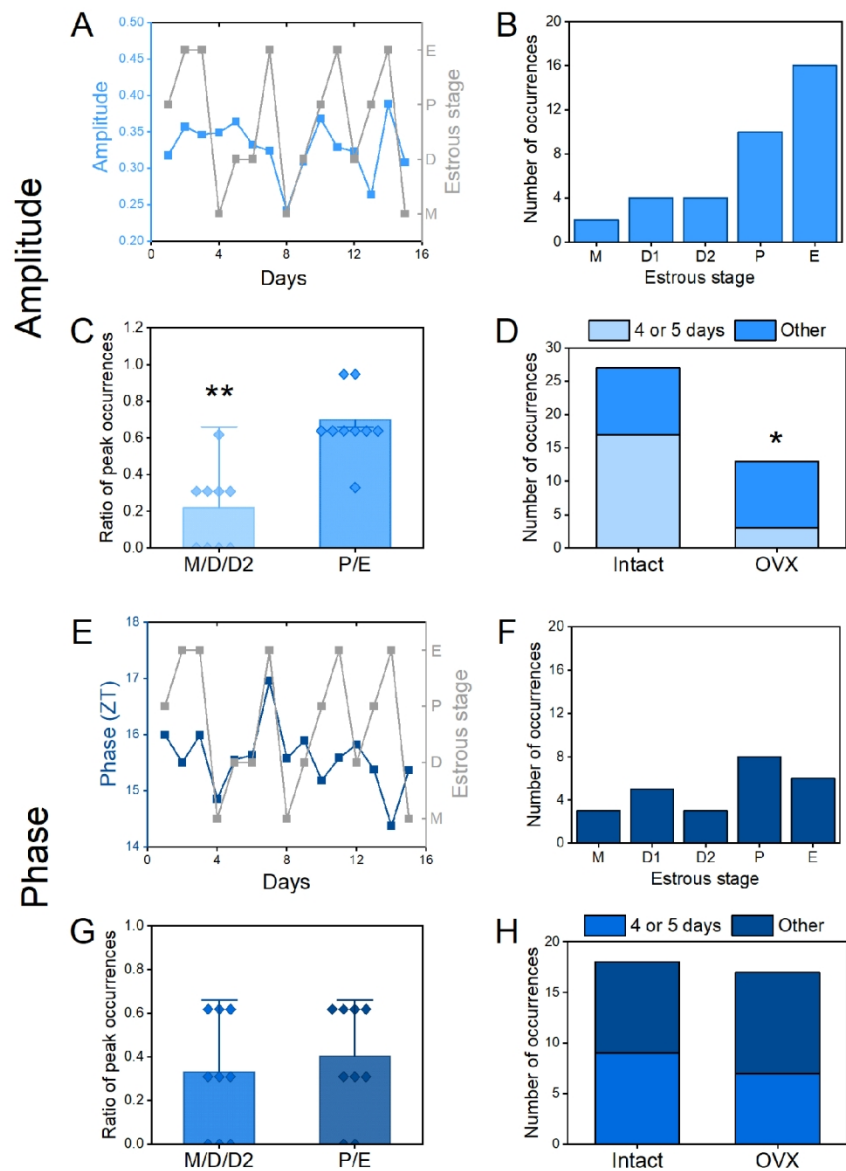 Amplitude
A
Amplitude
0.50
0.45
0.40
0.35
0.30
0.25
0.20
0 4 8 12 16
Days
E
P
D
M
Estrous stage
B
Number of occurrences
20
16
12
8
4
0
M D1 D2 P E
Estrous stage
C
Ratio of peak occurrences
1.2
1.0
0.8
0.6
0.4
0.2
0.0
**
M/D/D2 P/E
D
4 or 5 days Other
Number of occurrences
30
25
20
15
10
5
0
*
Intact OVX
Phase
E
Phase (ZT)
18
17
16
15
14
0 4 8 12 16
Days
E
P
D
M
Estrous stage
F
Number of occurrences
20
16
12
8
4
0
M D1 D2 P E
Estrous stage
G
Ratio of peak occurrences
1.0
0.8
0.6
0.4
0.2
0.0
M/D/D2 P/E
H
4 or 5 days Other
Number of occurrences
20
15
10
5
0
Intact OVX